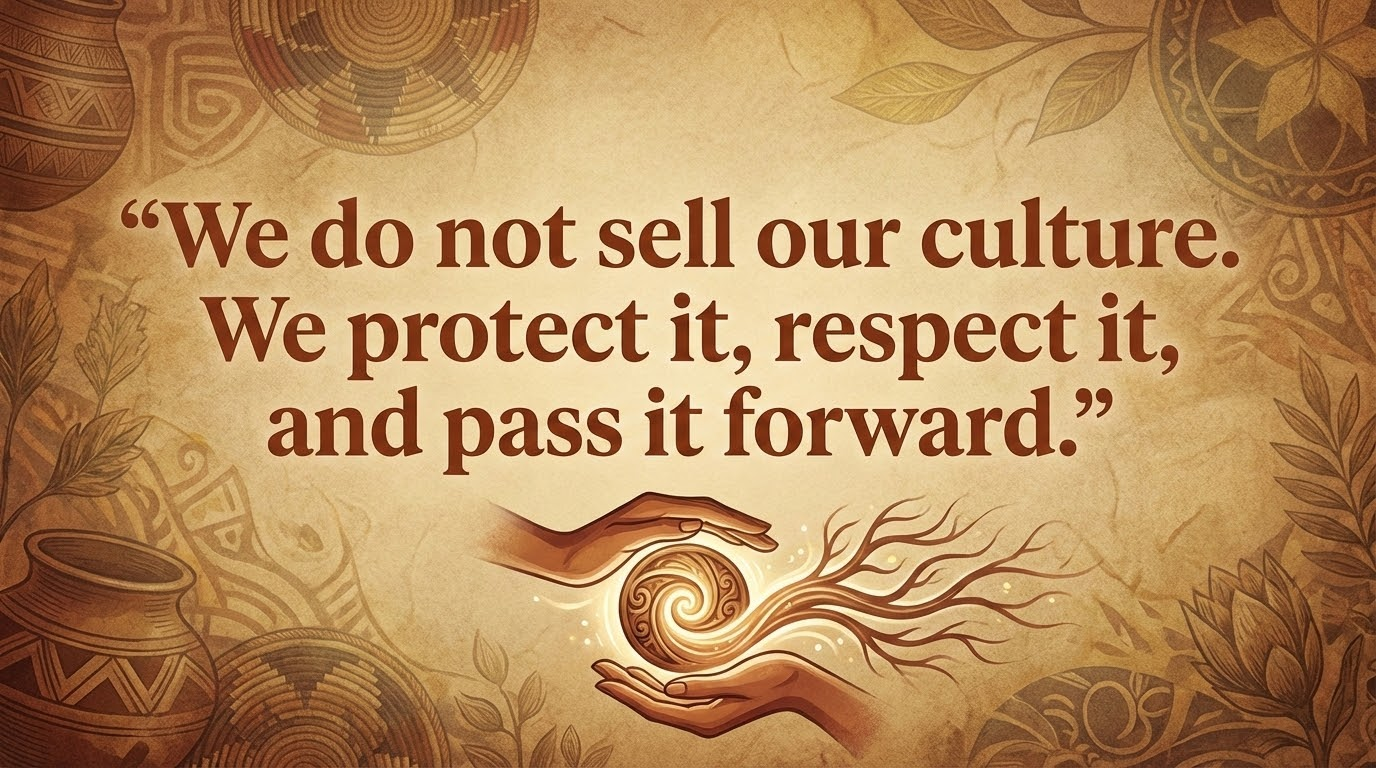 “We do not sell our culture.
We protect it, respect it,
and pass it forward.”